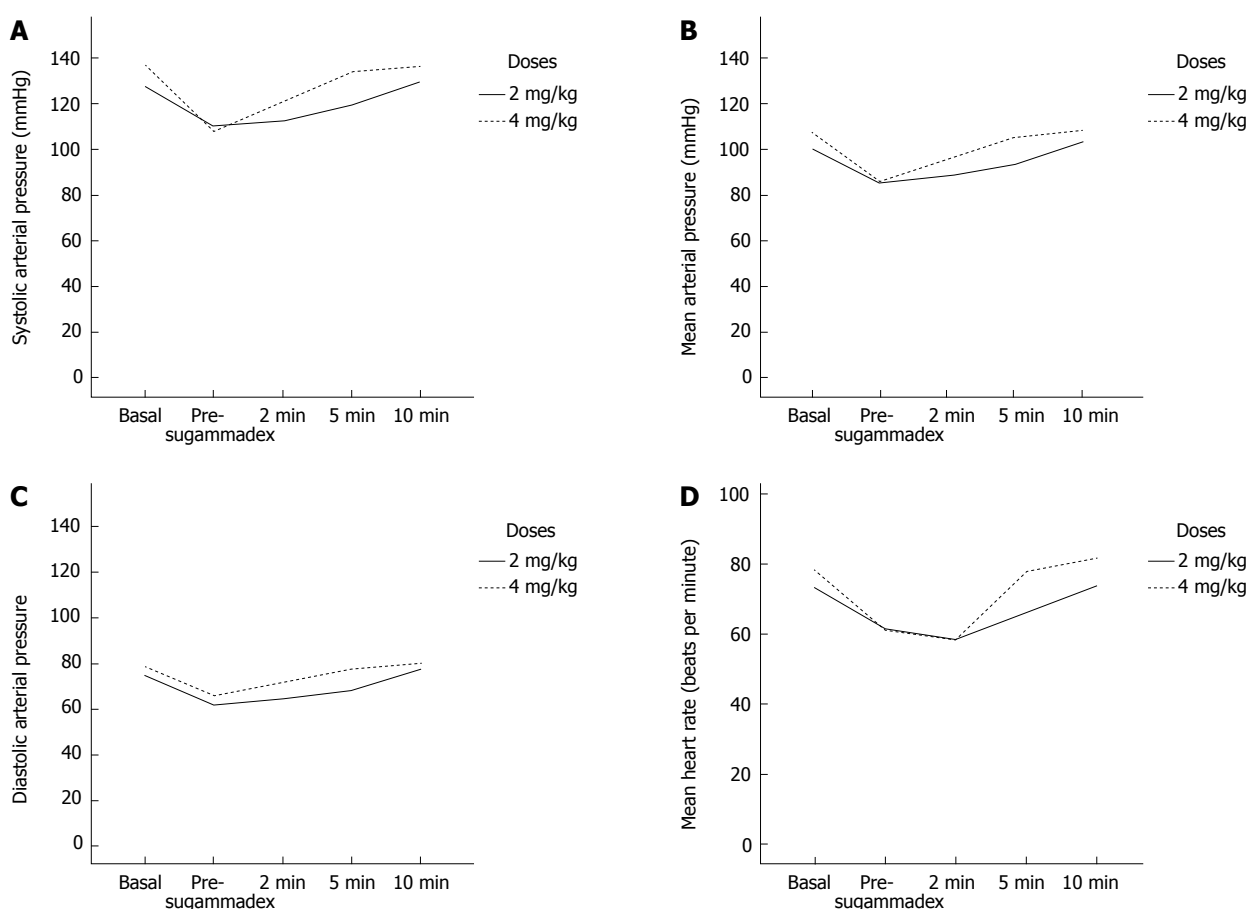 A
Systolic arterial pressure (mmHg)
140
120
100
80
60
40
20
0
Basal Pre- 2 min 5 min 10 min
sugammadex
Doses
2 mg/kg
4 mg/kg
B
Mean arterial pressure (mmHg)
140
120
100
80
60
40
20
0
Basal Pre- 2 min 5 min 10 min
sugammadex
Doses
2 mg/kg
4 mg/kg
C
Diastolic arterial pressure
140
120
100
80
60
40
20
0
Basal Pre- 2 min 5 min 10 min
sugammadex
Doses
2 mg/kg
4 mg/kg
D
Mean heart rate (beats per minute)
100
80
60
40
20
0
Basal Pre- 2 min 5 min 10 min
sugammadex
Doses
2 mg/kg
4 mg/kg